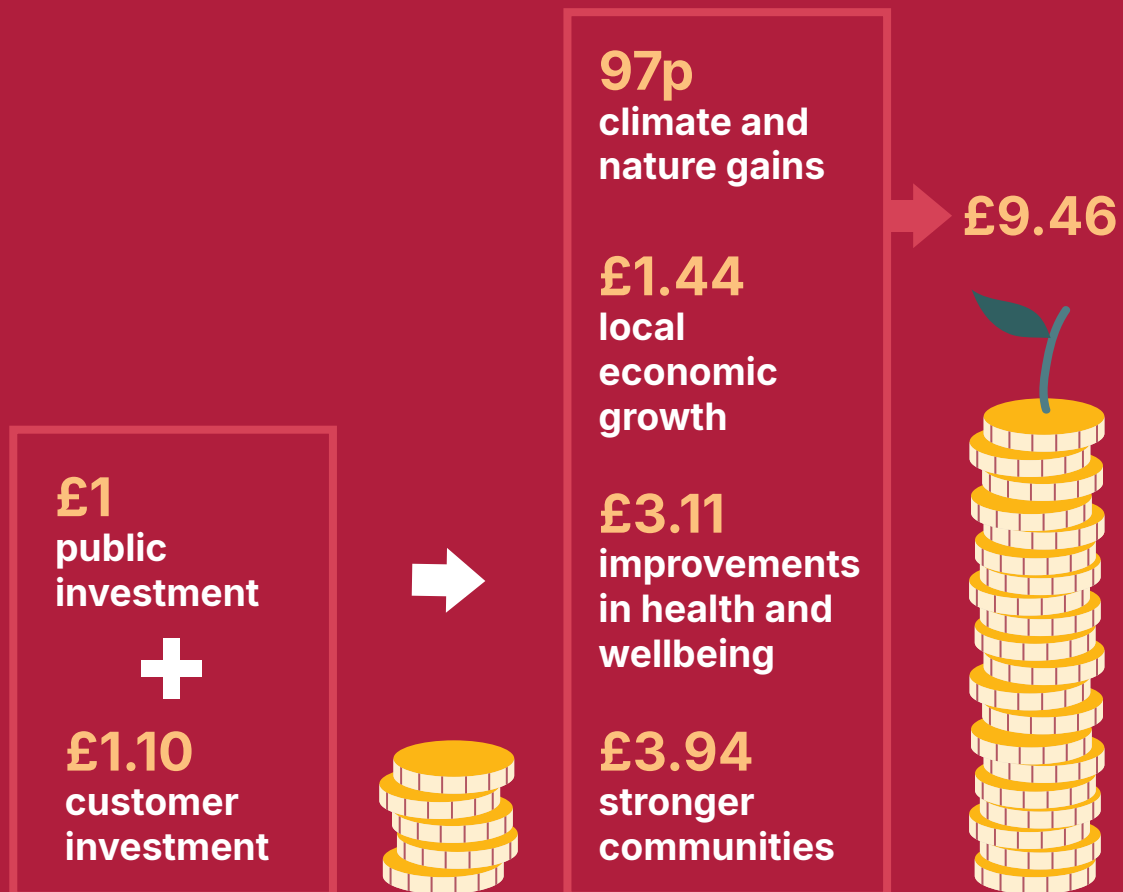 £1
public
investment
£1.10
customer
investment
97p
climate and
nature gains
£1.44
local
economic
growth
£3.11
improvements
in health and
wellbeing
£3.94
stronger
communities
£9.46